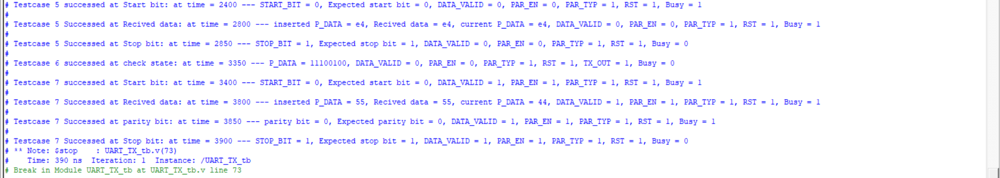 # Testcase 5 successed at Start bit: at time = 2400 --- START_BIT = 0, Expected start bit = 0, DATA_VALID = 0, PAR_EN = 0, PAR_TYP = 1, RST = 1, Busy = 1
#
# Testcase 5 Successed at Recived data: at time = 2800 --- inserted P_DATA = e4, Recived data = e4, current P_DATA = e4, DATA_VALID = 0, PAR_EN = 0, PAR_TYP = 1, RST = 1, Busy = 1
#
# Testcase 5 Successed at Stop bit: at time = 2850 --- STOP_BIT = 1, Expected stop bit = 1, DATA_VALID = 0, PAR_EN = 0, PAR_TYP = 1, RST = 1, Busy = 0
#
# Testcase 6 successed at check state: at time = 3350 --- P_DATA = 11100100, DATA_VALID = 0, PAR_EN = 0, PAR_TYP = 1, RST = 1, TX_OUT = 1, Busy = 0
#
# Testcase 7 successed at Start bit: at time = 3400 --- START_BIT = 0, Expected start bit = 0, DATA_VALID = 1, PAR_EN = 1, PAR_TYP = 1, RST = 1, Busy = 1
#
# Testcase 7 Successed at Recived data: at time = 3800 --- inserted P_DATA = 55, Recived data = 55, current P_DATA = 44, DATA_VALID = 1, PAR_EN = 1, PAR_TYP = 1, RST = 1, Busy = 1
#
# Testcase 7 Successed at parity bit: at time = 3850 --- parity bit = 0, Expected parity bit = 0, DATA_VALID = 1, PAR_EN = 1, PAR_TYP = 1, RST = 1, Busy = 1
#
# Testcase 7 Successed at Stop bit: at time = 3900 --- STOP_BIT = 1, Expected stop bit = 1, DATA_VALID = 1, PAR_EN = 1, PAR_TYP = 1, RST = 1, Busy = 0
# ** Note: $stop    : UART_TX_tb.v(73)
#    Time: 390 ns  Iteration: 1  Instance: /UART_TX_tb
# Break in Module UART_TX_tb at UART_TX_tb.v line 73